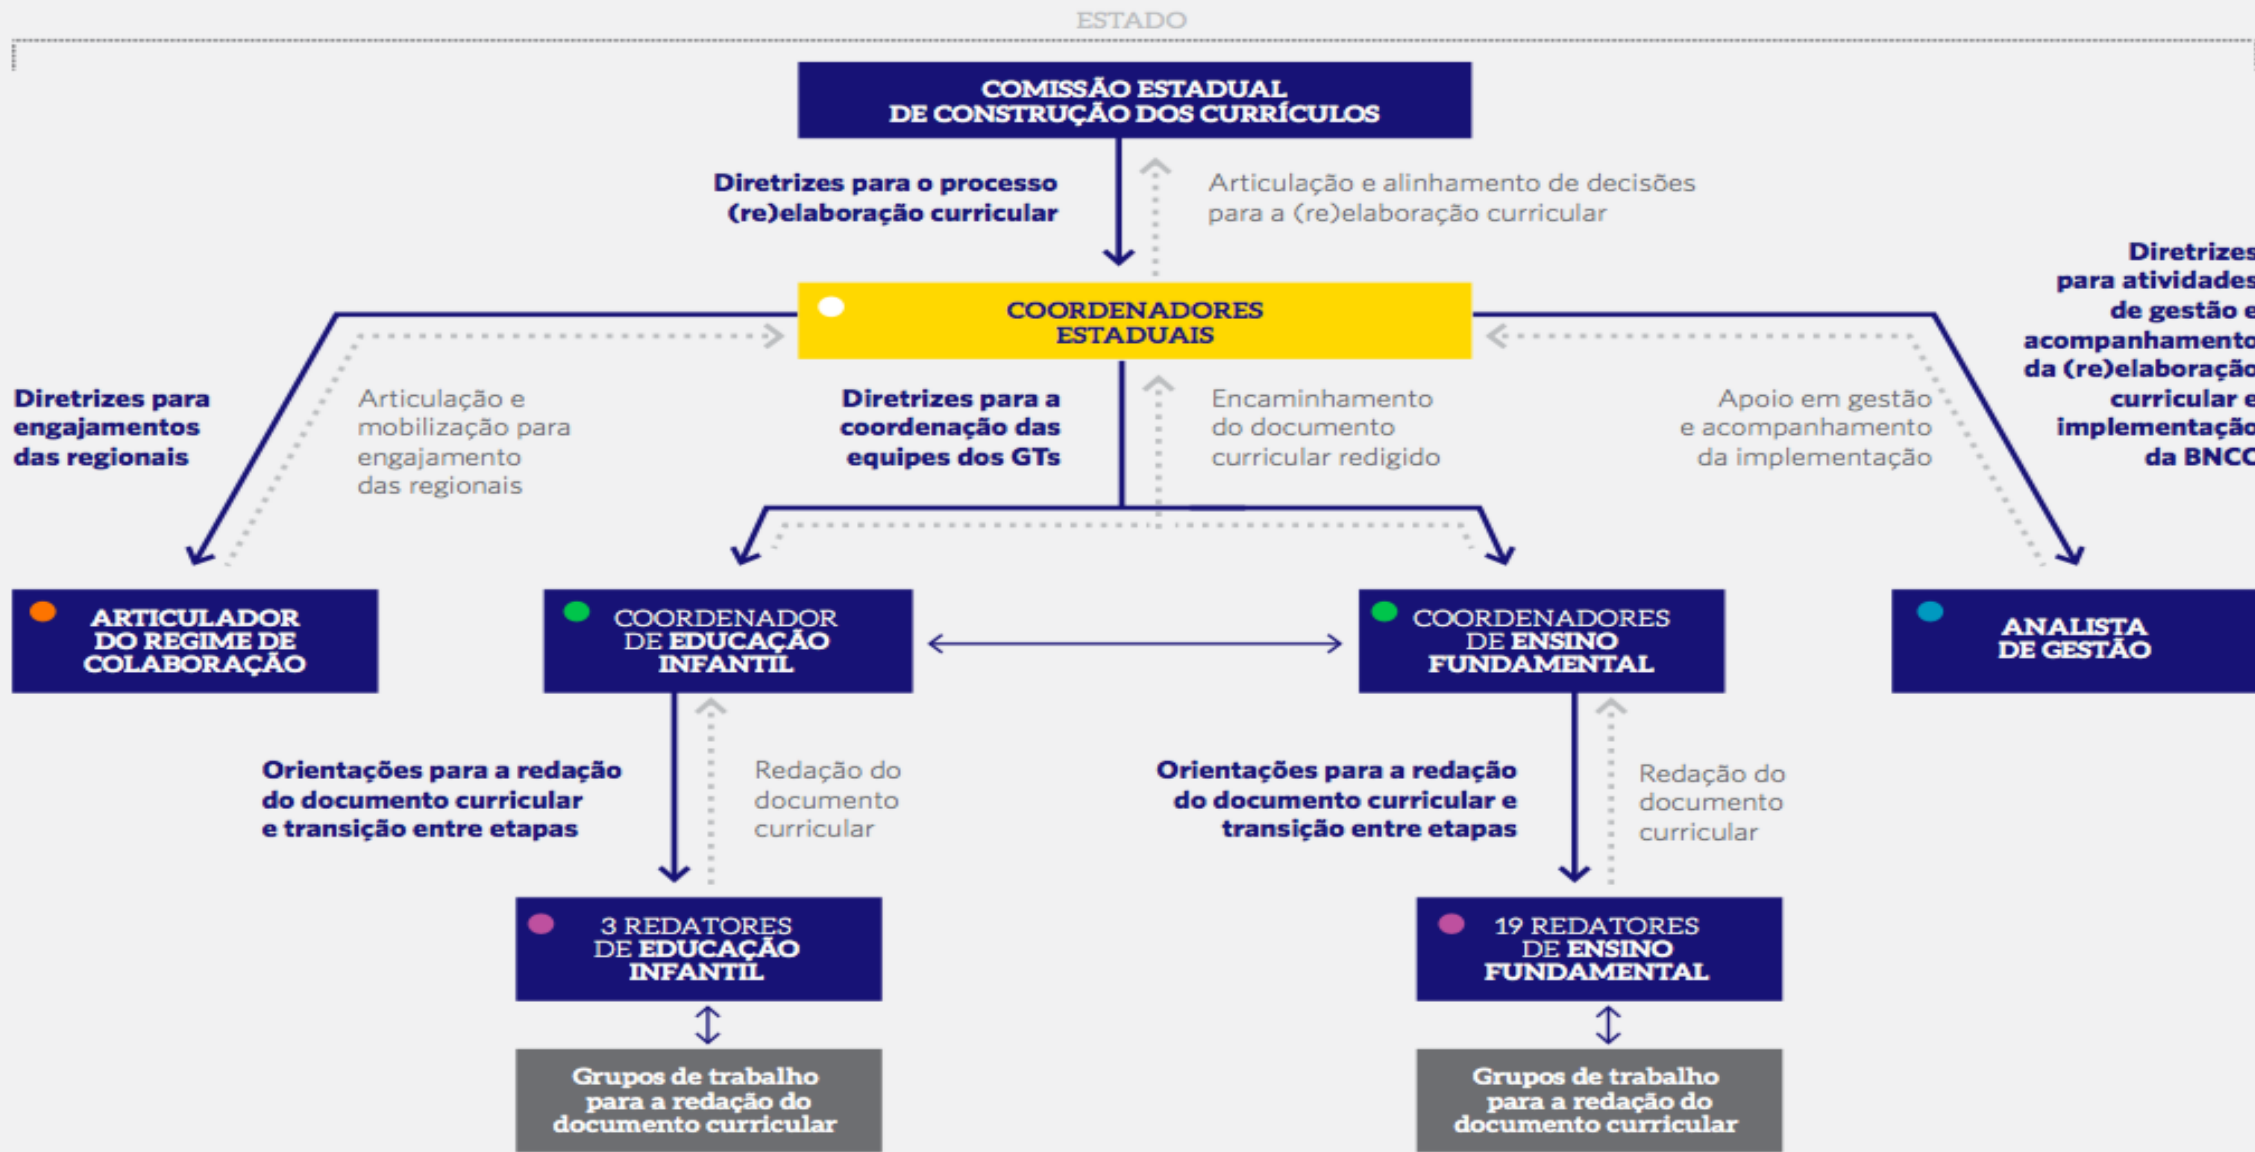 ESTADO
COMISSÃO ESTADUAL
DE CONSTRUÇÃO DOS CURRÍCULOS
Diretrizes para o processo
(re)elaboração curricular
Articulação e alinhamento de decisões
para a (re)elaboração curricular
COORDENADORES
ESTADUAIS
Diretrizes para
engajamentos
das regionais
Articulação e
mobilização para
engajamento
das regionais
Diretrizes para a
coordenação das
equipes dos GTs
Encaminhamento
do documento
curricular redigido
Apoio em gestão
e acompanhamento
da implementação
Diretrizes
para atividades
de gestão e
acompanhamento
da (re)elaboração
curricular e
implementação
da BNCC
ARTICULADOR
DO REGIME DE
COLABORAÇÃO
COORDENADOR
DE EDUCAÇÃO
INFANTIL
COORDENADORES
DE ENSINO
FUNDAMENTAL
ANALISTA
DE GESTÃO
Orientações para a redação
do documento curricular
e transição entre etapas
Redação do
documento
curricular
Orientações para a redação
do documento curricular e
transição entre etapas
Redação do
documento
curricular
3 REDATORES
DE EDUCAÇÃO
INFANTIL
19 REDATORES
DE ENSINO
FUNDAMENTAL
Grupos de trabalho
para a redação do
documento curricular
Grupos de trabalho
para a redação do
documento curricular